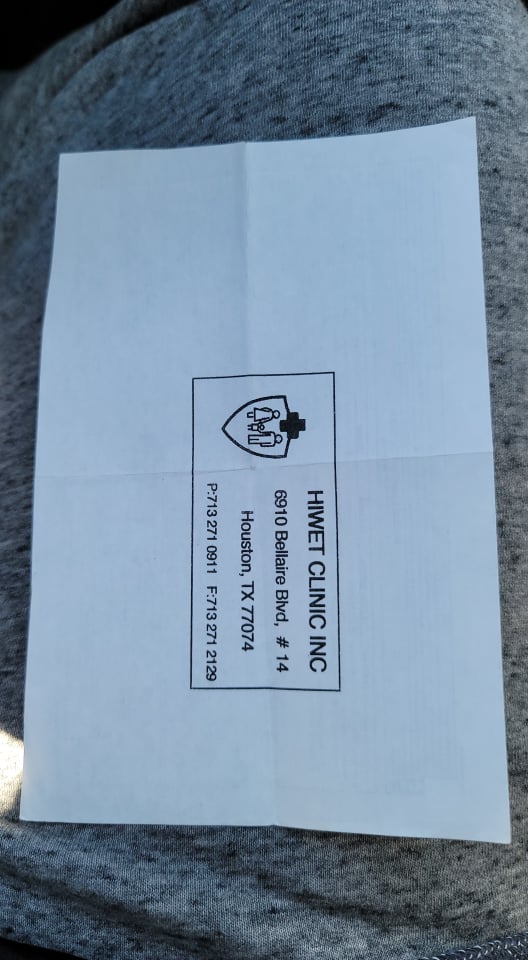 HIWET CLINIC INC
6910 Bellaire Blvd, # 14
Houston, TX 77074
P:713 271 0911 F:713 271 2129